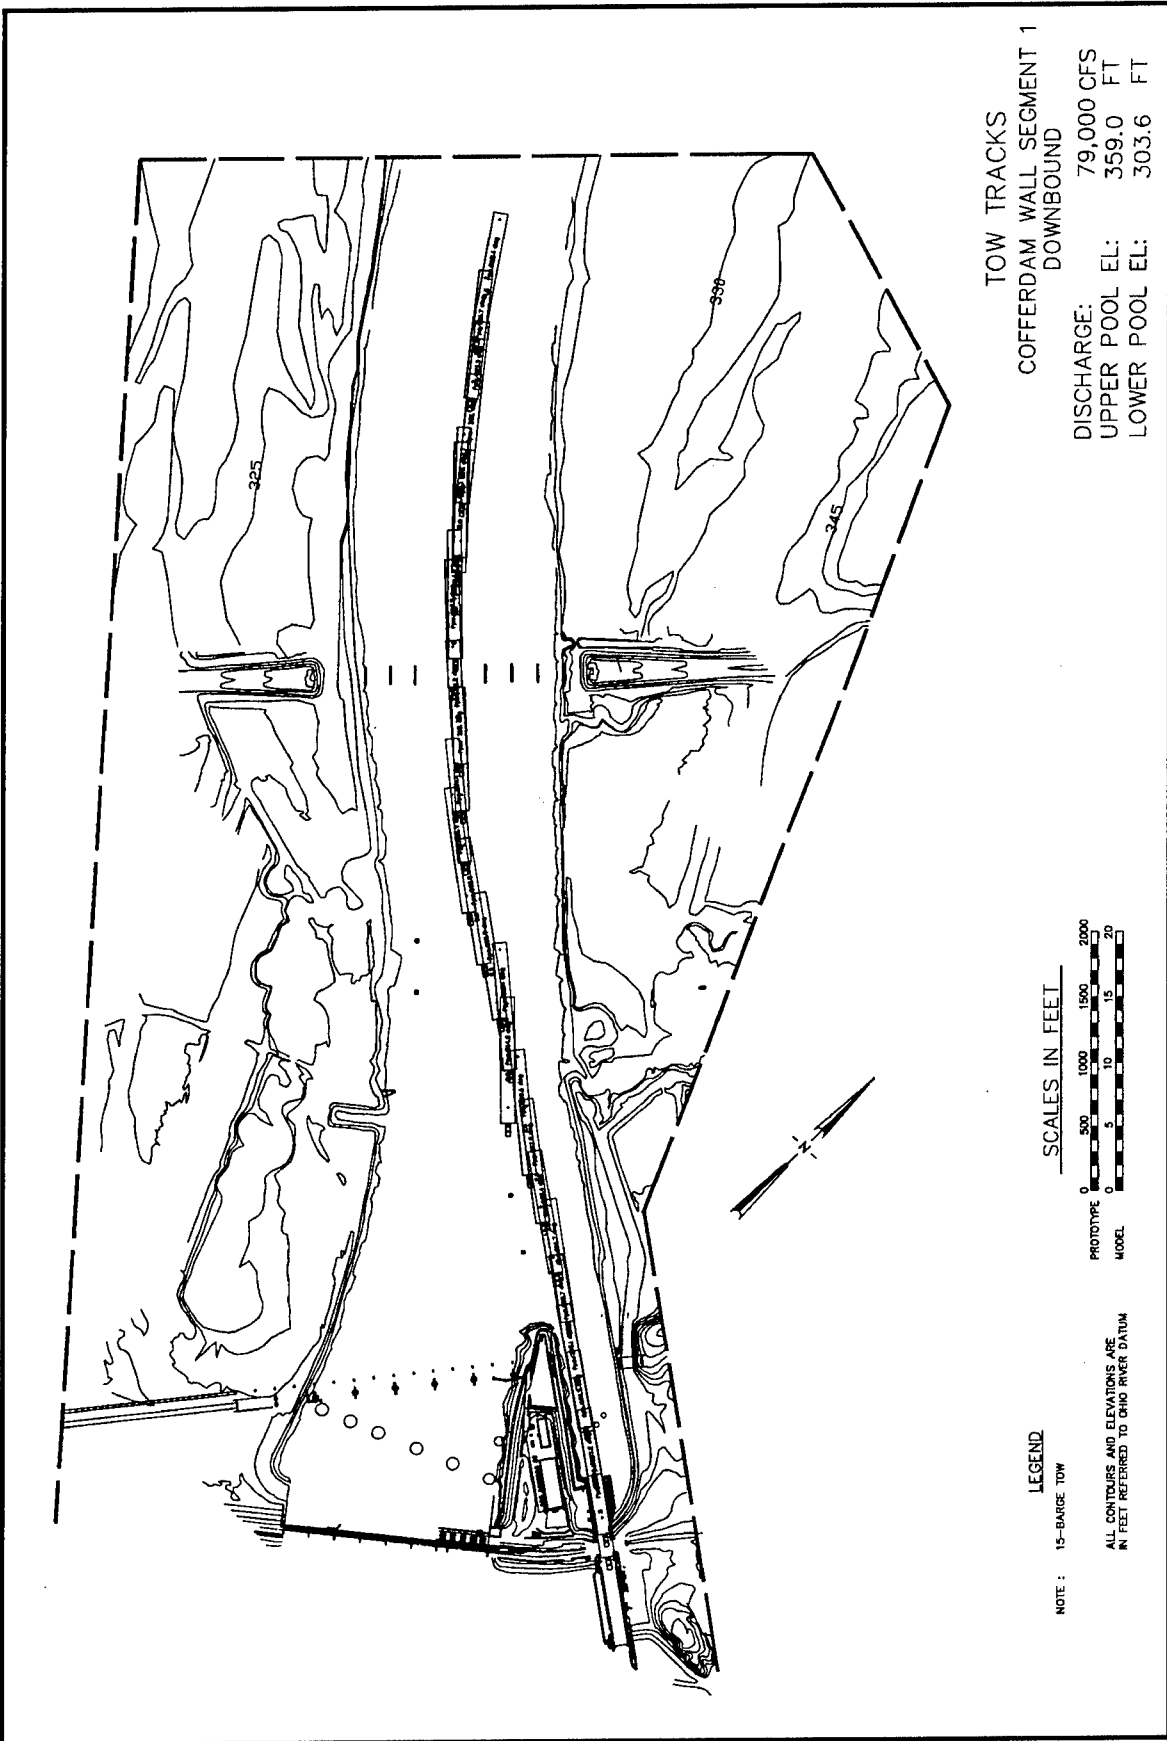 TOW TRACKS
COFFERDAM WALL SEGMENT 1
DOWNBOUND
DISCHARGE: 79,000 CFS
UPPER POOL EL: 359.0 FT
LOWER POOL EL: 303.6 FT
325
330
345
N
SCALES IN FEET
PROTOTYPE 0 500 1000 1500 2000
MODEL 0 5 10 15 20
LEGEND
NOTE : 15-BARGE TOW
ALL CONTOURS AND ELEVATIONS ARE
IN FEET REFERRED TO OHIO RIVER DATUM